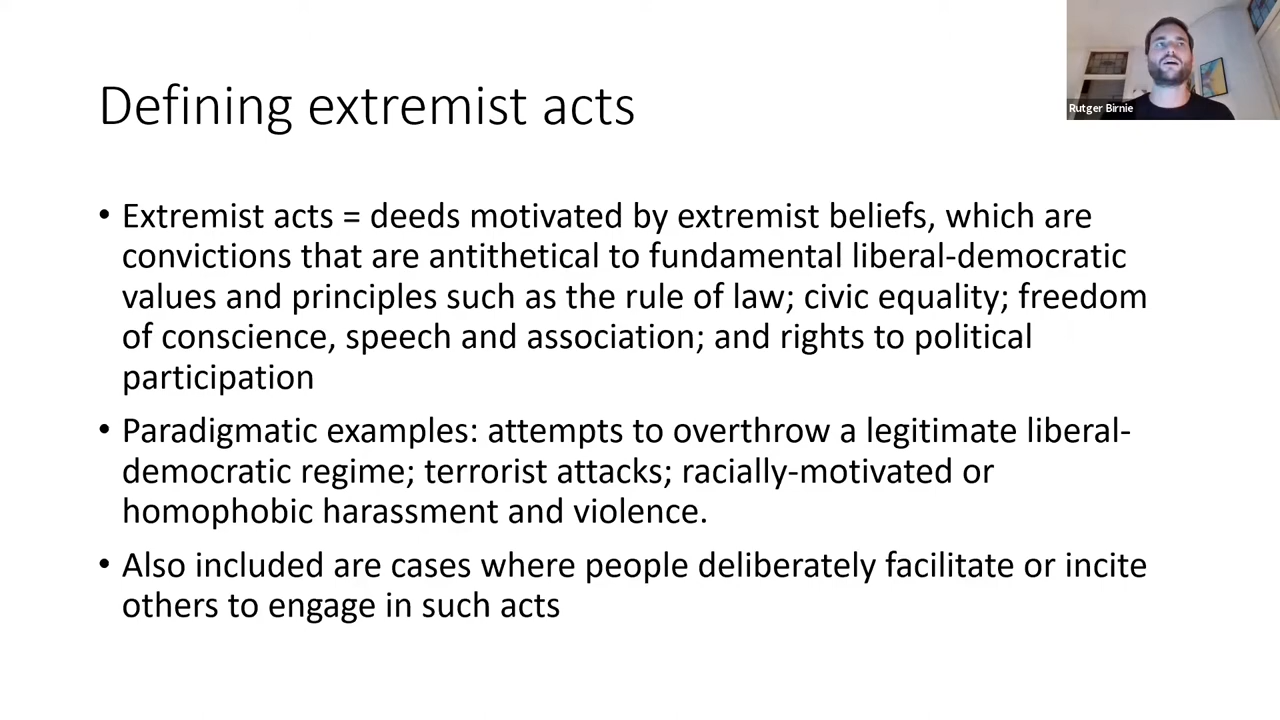 Defining extremist acts
Rutger Birnie
• Extremist acts = deeds motivated by extremist beliefs, which are
convictions that are antithetical to fundamental liberal-democratic
values and principles such as the rule of law; civic equality; freedom
of conscience, speech and association; and rights to political
participation
• Paradigmatic examples: attempts to overthrow a legitimate liberal-
democratic regime; terrorist attacks; racially-motivated or
homophobic harassment and violence.
• Also included are cases where people deliberately facilitate or incite
others to engage in such acts